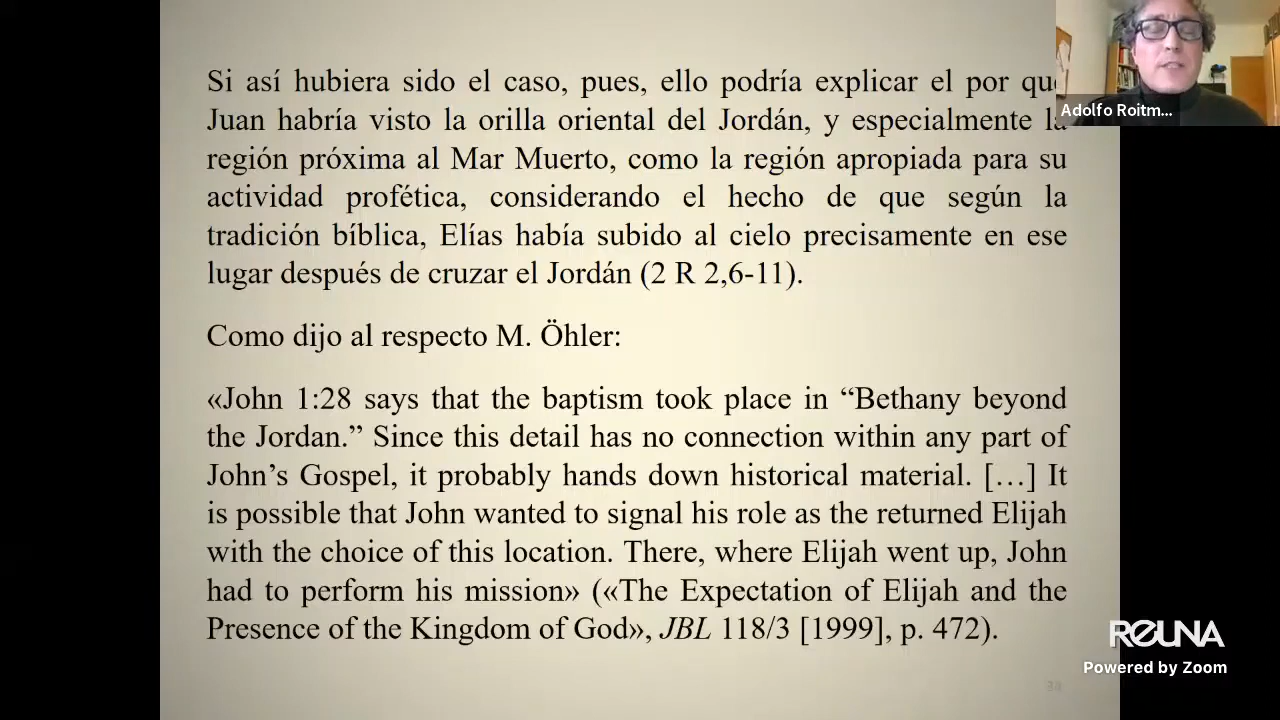 Si así hubiera sido el caso, pues, ello podría explicar el por qué
Juan habría visto la orilla oriental del Jordán, y especialmente la
región próxima al Mar Muerto, como la región apropiada para su
actividad profética, considerando el hecho de que según la
tradición bíblica, Elías había subido al cielo precisamente en ese
lugar después de cruzar el Jordán (2 R 2,6-11).
Como dijo al respecto M. Öhler:
«John 1:28 says that the baptism took place in “Bethany beyond
the Jordan.” Since this detail has no connection within any part of
John’s Gospel, it probably hands down historical material. […] It
is possible that John wanted to signal his role as the returned Elijah
with the choice of this location. There, where Elijah went up, John
had to perform his mission» («The Expectation of Elijah and the
Presence of the Kingdom of God», JBL 118/3 [1999], p. 472).
34
Adolfo Roitm...
REUNA
Powered by Zoom